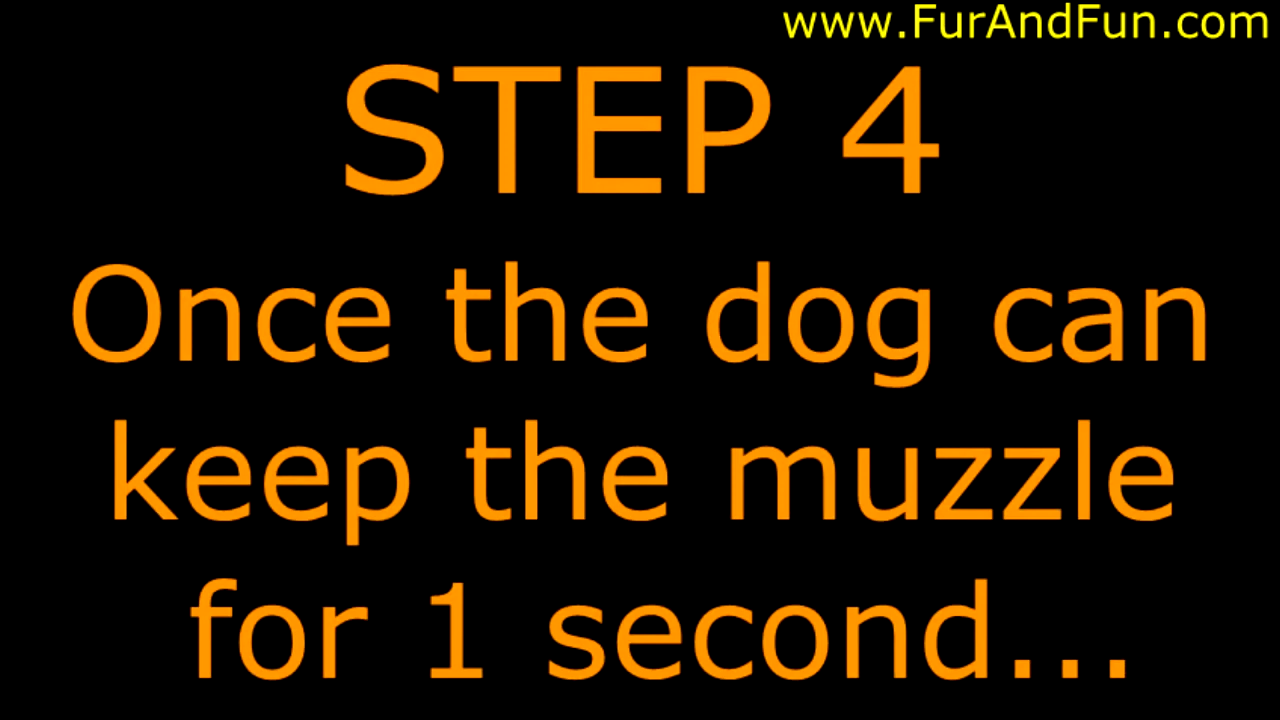 www.FurAndFun.com
STEP 4
Once the dog can
keep the muzzle
for 1 second...